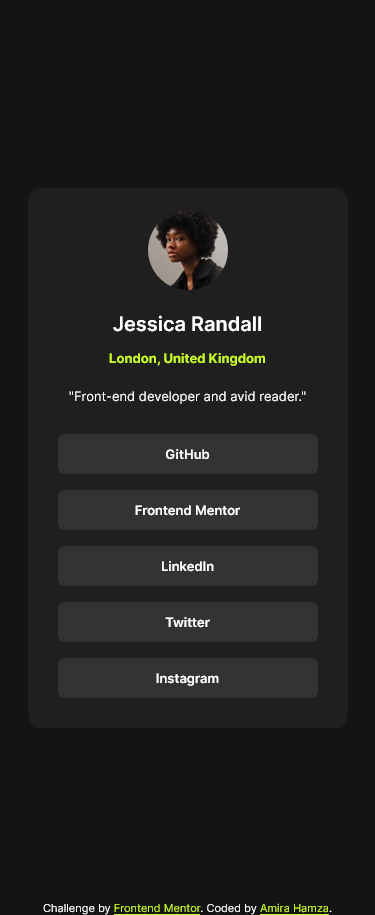 Jessica Randall
London, United Kingdom
"Front-end developer and avid reader."
GitHub
Frontend Mentor
LinkedIn
Twitter
Instagram
Challenge by Frontend Mentor. Coded by Amira Hamza.